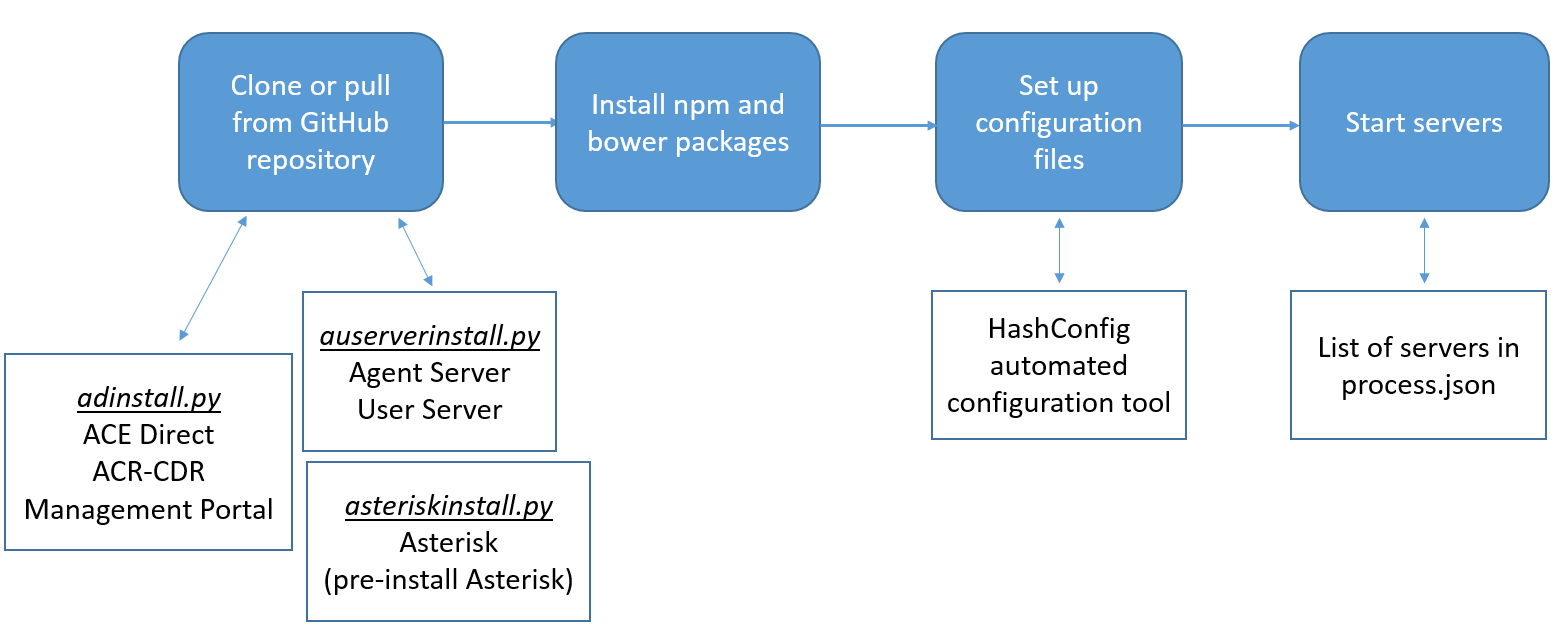 Clone or pull
from GitHub
repository
Install npm and
bower packages
Set up
configuration
files
Start servers
adinstall.py
ACE Direct
ACR-CDR
Management Portal
auserverinstall.py
Agent Server
User Server
asteriskinstall.py
Asterisk
(pre-install Asterisk)
HashConfig
automated
configuration tool
List of servers in
process.json